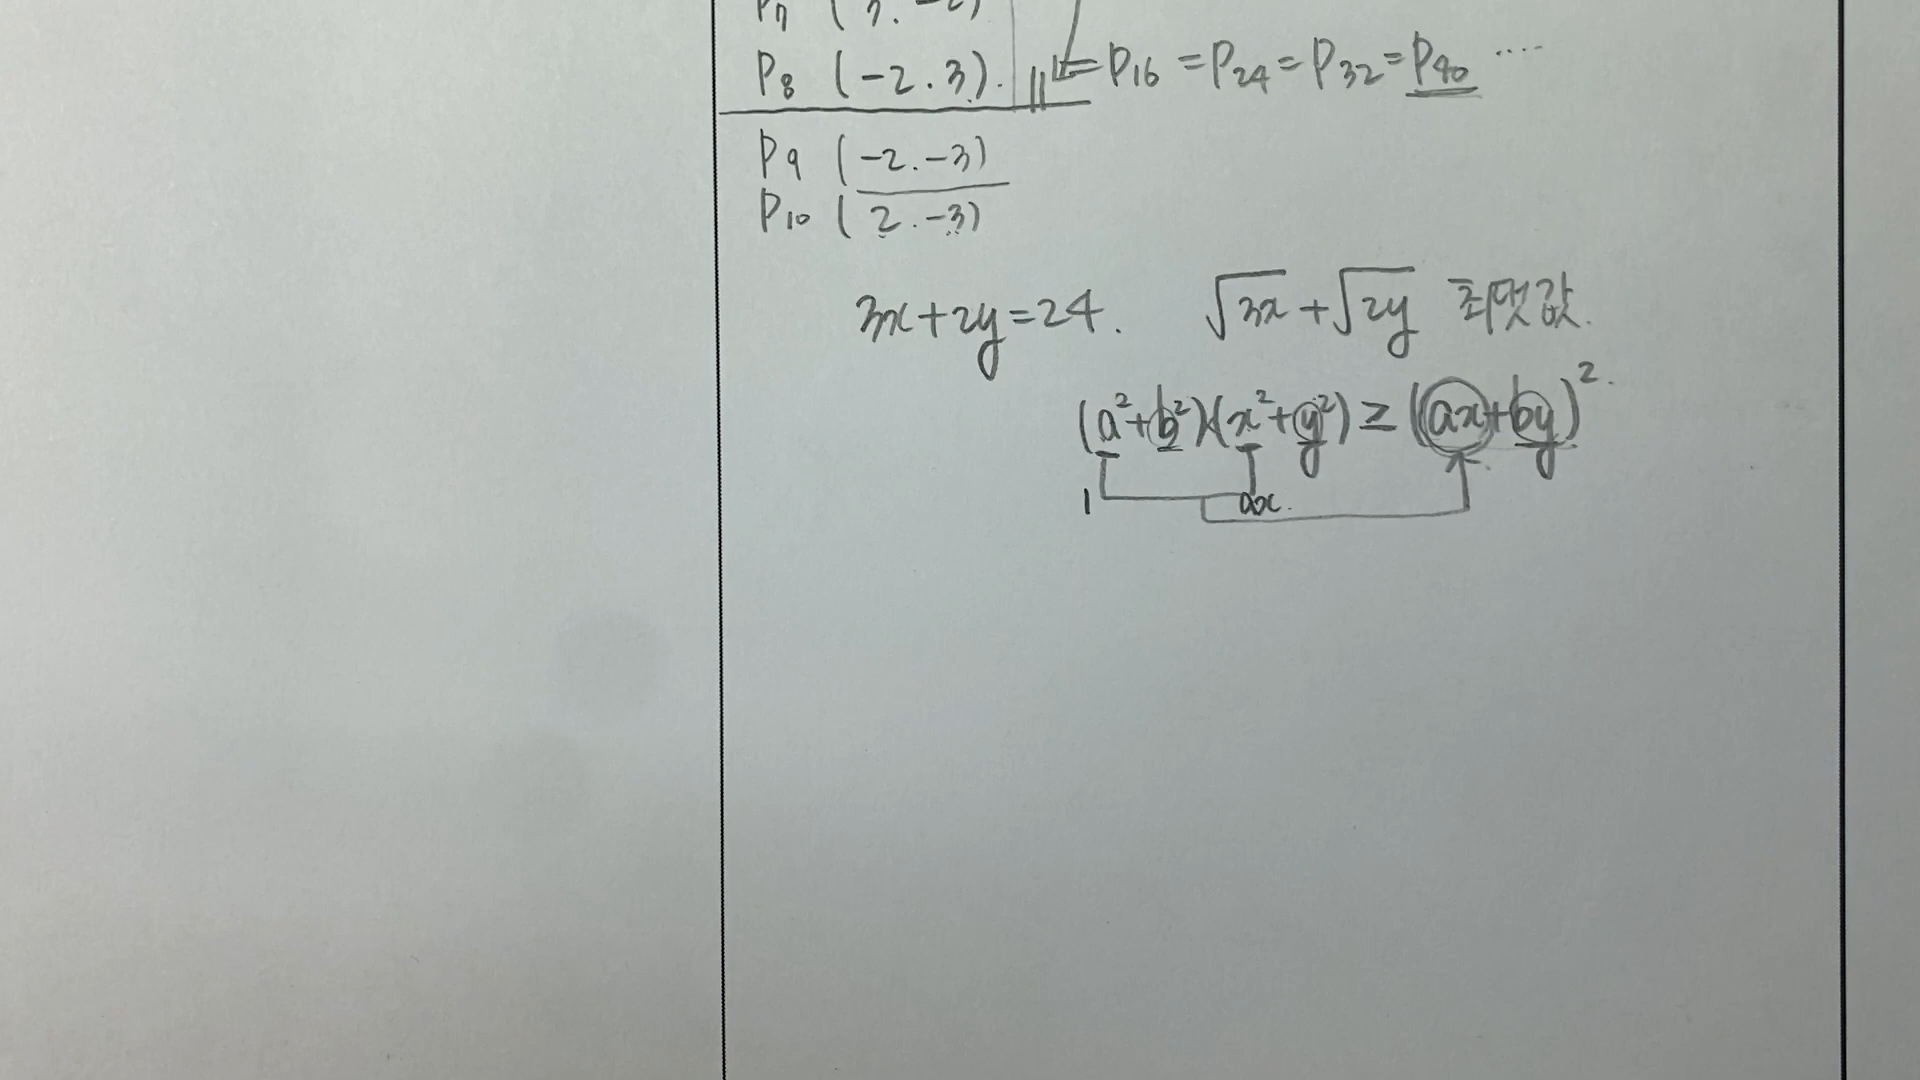 P₈ (-2.3). = P₁₆ = P₂₄ = P₃₂ = P₄₀ ····
P₉ (-2.-3)
P₁₀ (2.-3)
3x+2y=24. √3x + √2y 최댓값.
(a²+b²)(x²+y²) ≥ (ax+by)².
1 ax.